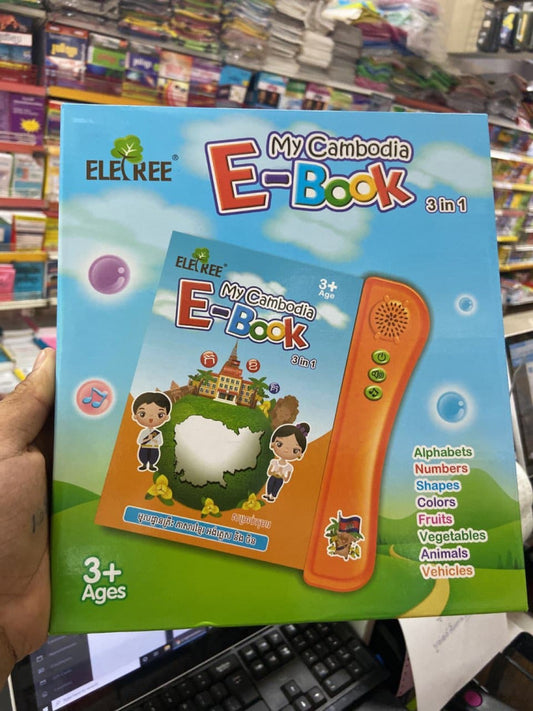 ELETREE®
My Cambodia
E-Book
3 in 1
ELETREE
3+
Age
My Cambodia
E-Book
3 in 1
Alphabets
Numbers
Shapes
Colors
Fruits
Vegetables
Animals
Vehicles
3+
Ages